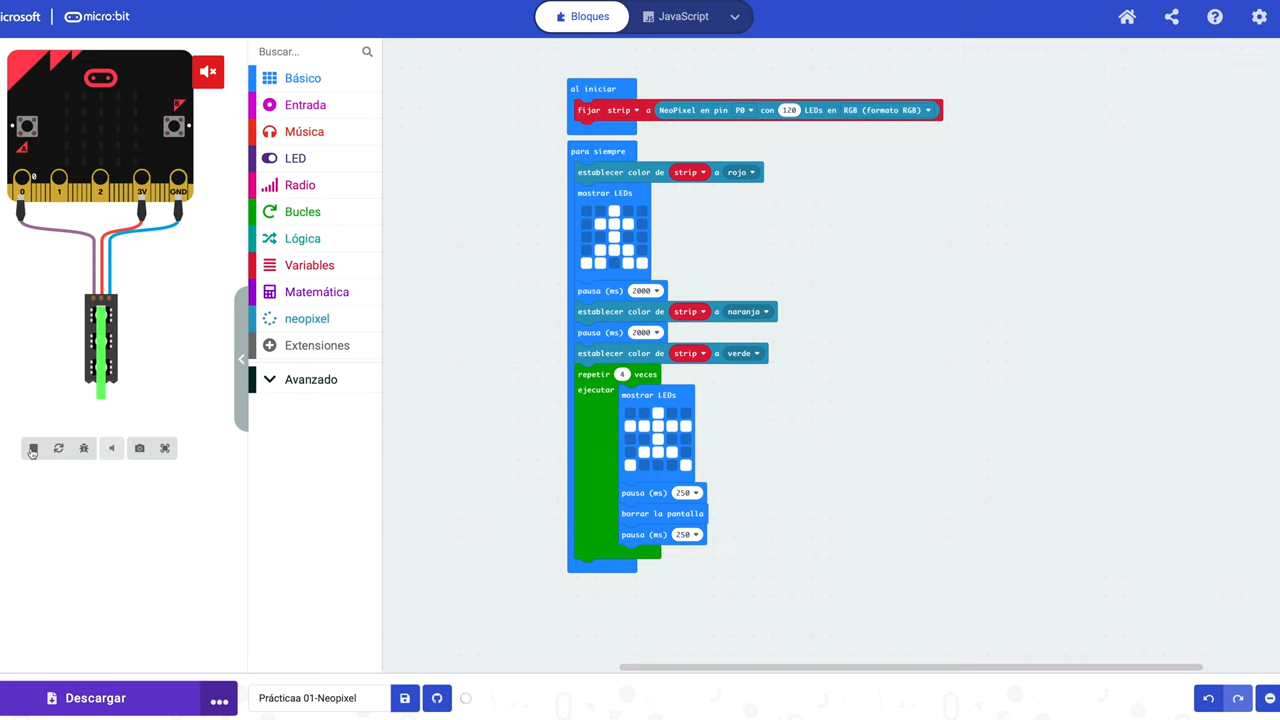 icrosoft
micro:bit
Bloques
JavaScript
Buscar...
Básico
Entrada
Música
LED
Radio
Bucles
Lógica
Variables
Matemática
neopixel
Extensiones
Avanzado
B
A
0
0 1 2 3V GND
al iniciar
fijar strip a NeoPixel en pin P0 con 120 LEDs en RGB (formato RGB)
para siempre
establecer color de strip a rojo
mostrar LEDs
pausa (ms) 2000
establecer color de strip a naranja
pausa (ms) 2000
establecer color de strip a verde
repetir 4 veces
ejecutar
mostrar LEDs
pausa (ms) 250
borrar la pantalla
pausa (ms) 250
Descargar
Prácticaa 01-Neopixel